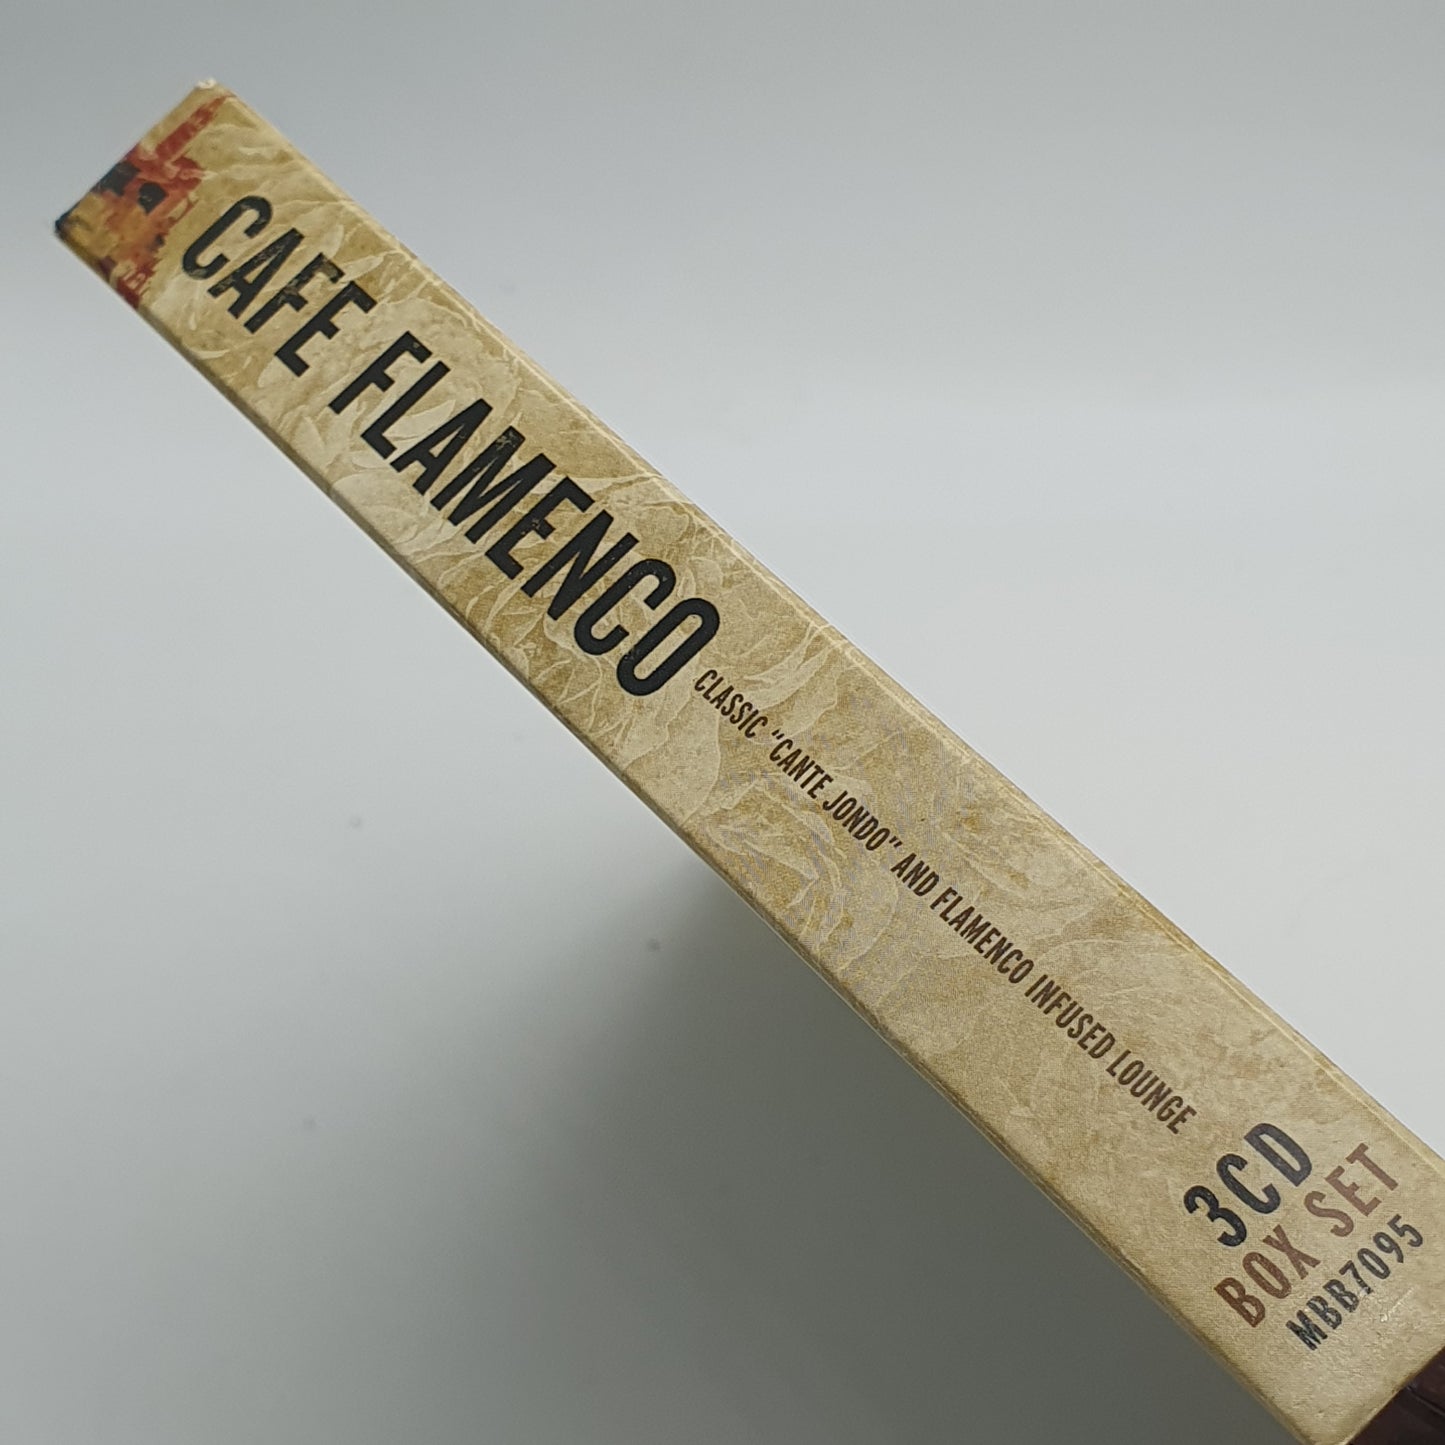 CAFE FLAMENCO
CLASSIC "CANTE JONDO" AND FLAMENCO INFUSED LOUNGE
3CD
BOX SET
MBB7095